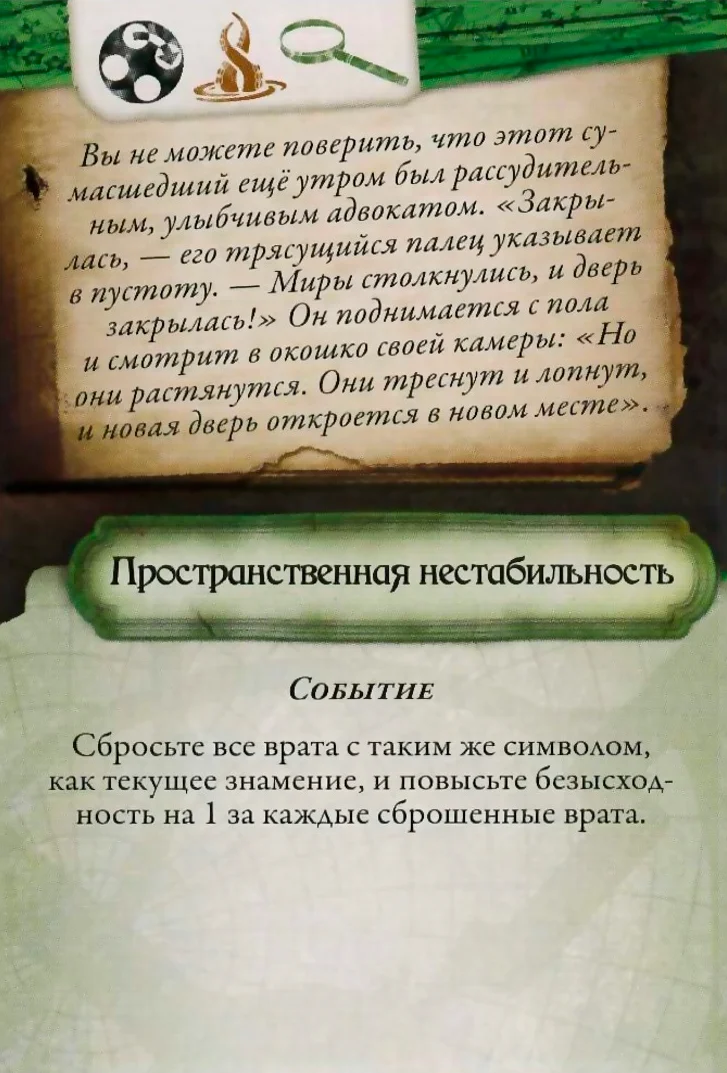 Вы не можете поверить, что этот су-
масшедший ещё утром был рассудитель-
ным, улыбчивым адвокатом. «Закры-
лась, — его трясущийся палец указывает
в пустоту. — Миры столкнулись, и дверь
закрылась!» Он поднимается с пола
и смотрит в окошко своей камеры: «Но
они растянутся. Они треснут и лопнут,
и новая дверь откроется в новом месте».
Пространственная нестабильность
Событие
Сбросьте все врата с таким же символом,
как текущее знамение, и повысьте безысход-
ность на 1 за каждые сброшенные врата.